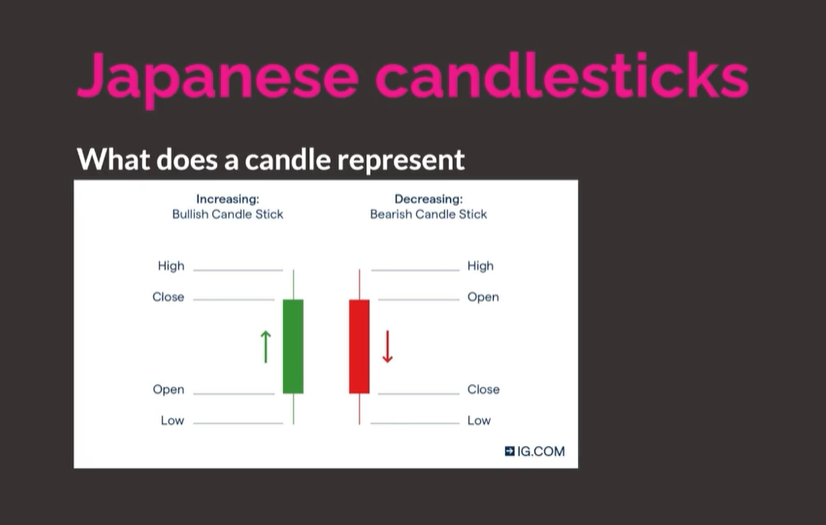 Japanese candlesticks
What does a candle represent
Increasing:
Bullish Candle Stick
Decreasing:
Bearish Candle Stick
High
Close
Open
Low
High
Open
Close
Low
IG.COM